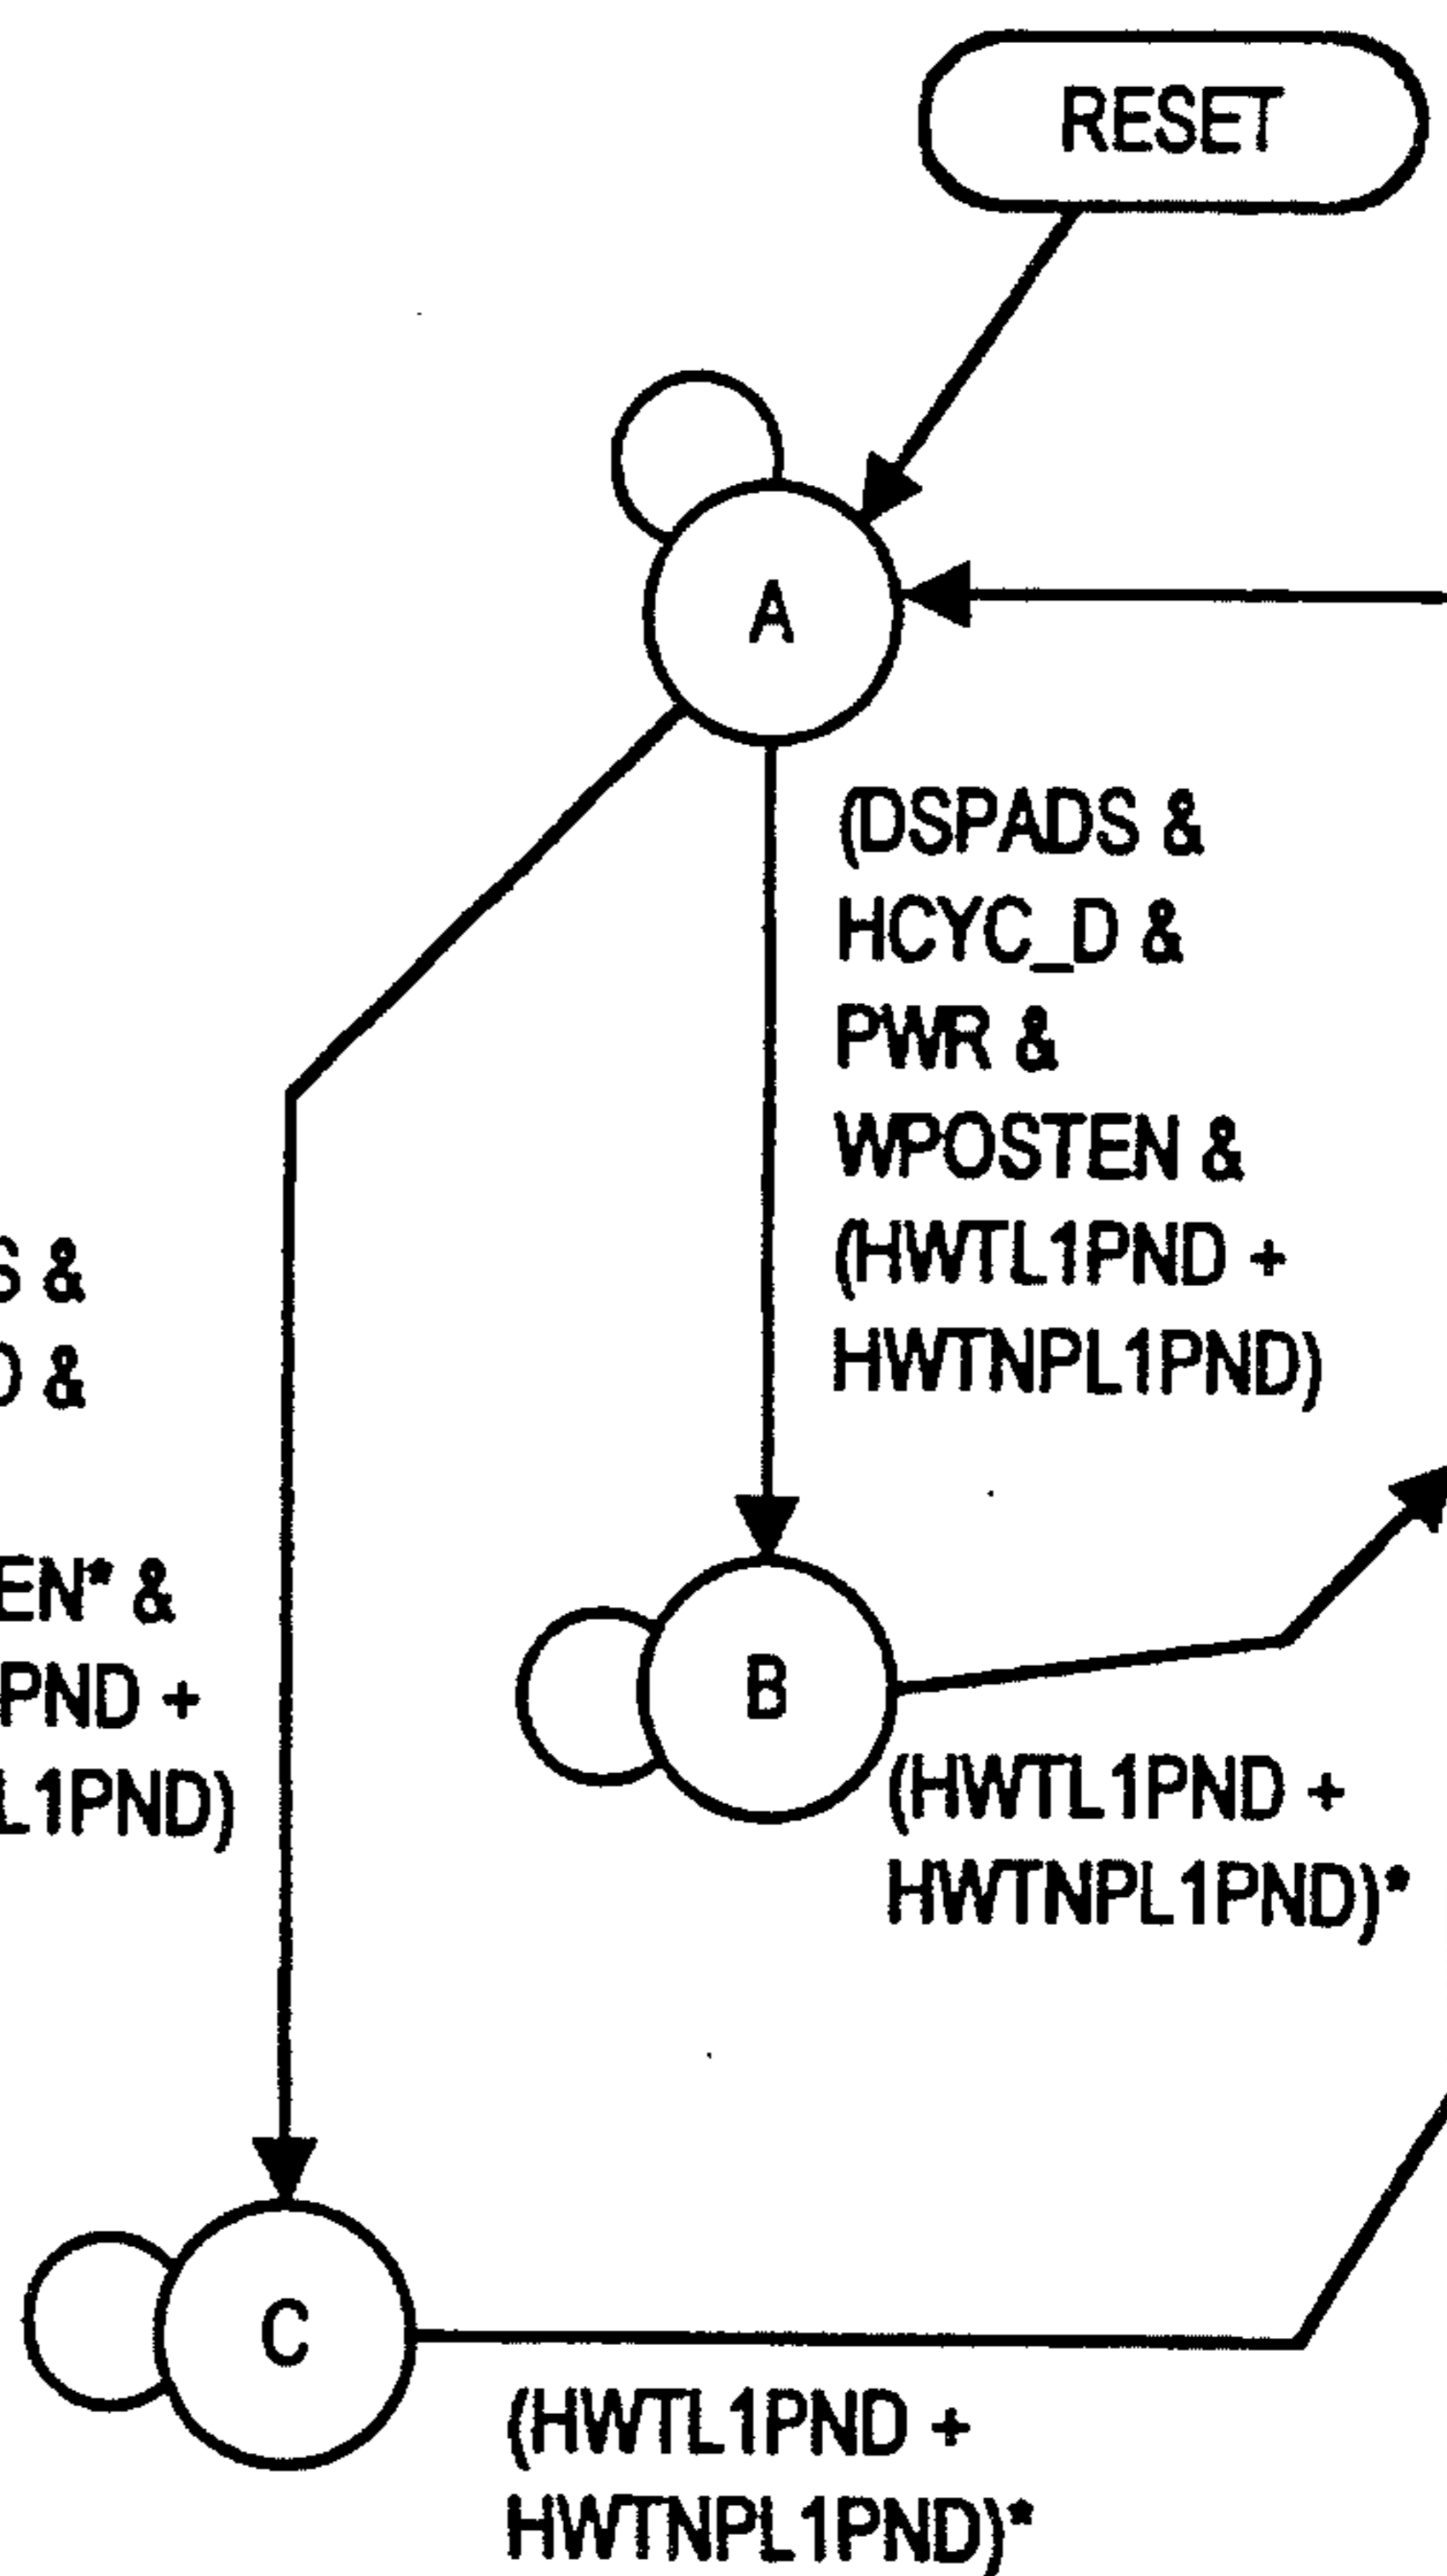 RESET
A
(DSPADS &
HCYC_D &
PWR &
WPOSTEN &
(HWTL1PND +
HWTNPL1PND)
S &
D &
EN* &
PND +
L1PND)
B
(HWTL1PND +
HWTNPL1PND)*
C
(HWTL1PND +
HWTNPL1PND)*